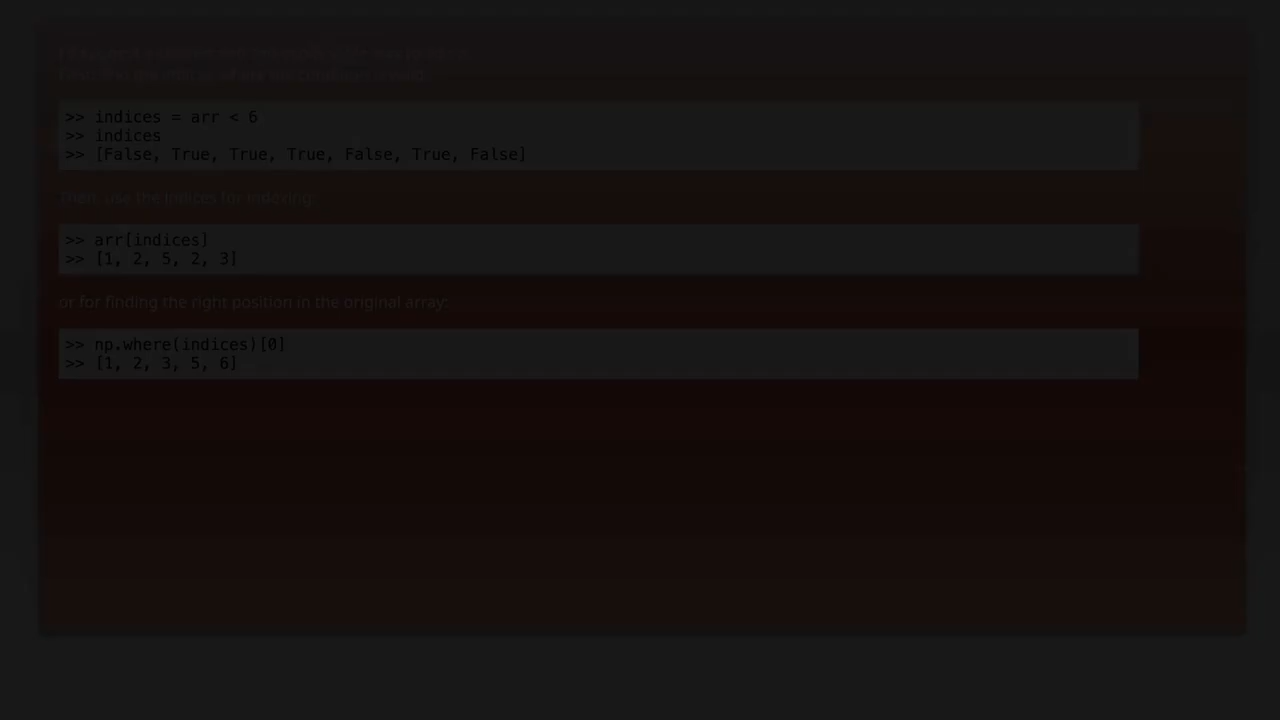 >> indices = arr < 6
>> indices
>> [False, True, True, True, False, True, False]
Then, use the indices for indexing:
>> arr[indices]
>> [1, 2, 5, 2, 3]
or for finding the right position in the original array:
>> np.where(indices)[0]
>> [1, 2, 3, 5, 6]